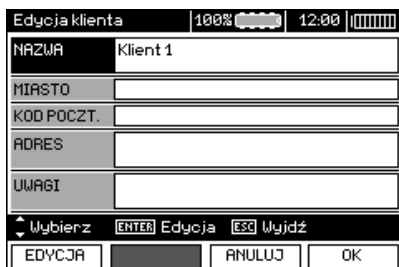 Edycja klienta 100% 12:00
NAZWA Klient 1
MIASTO
KOD POCZT.
ADRES
UWAGI
Wybierz ENTER Edycja ESC Wyjdź
EDYCJA ANULUJ OK